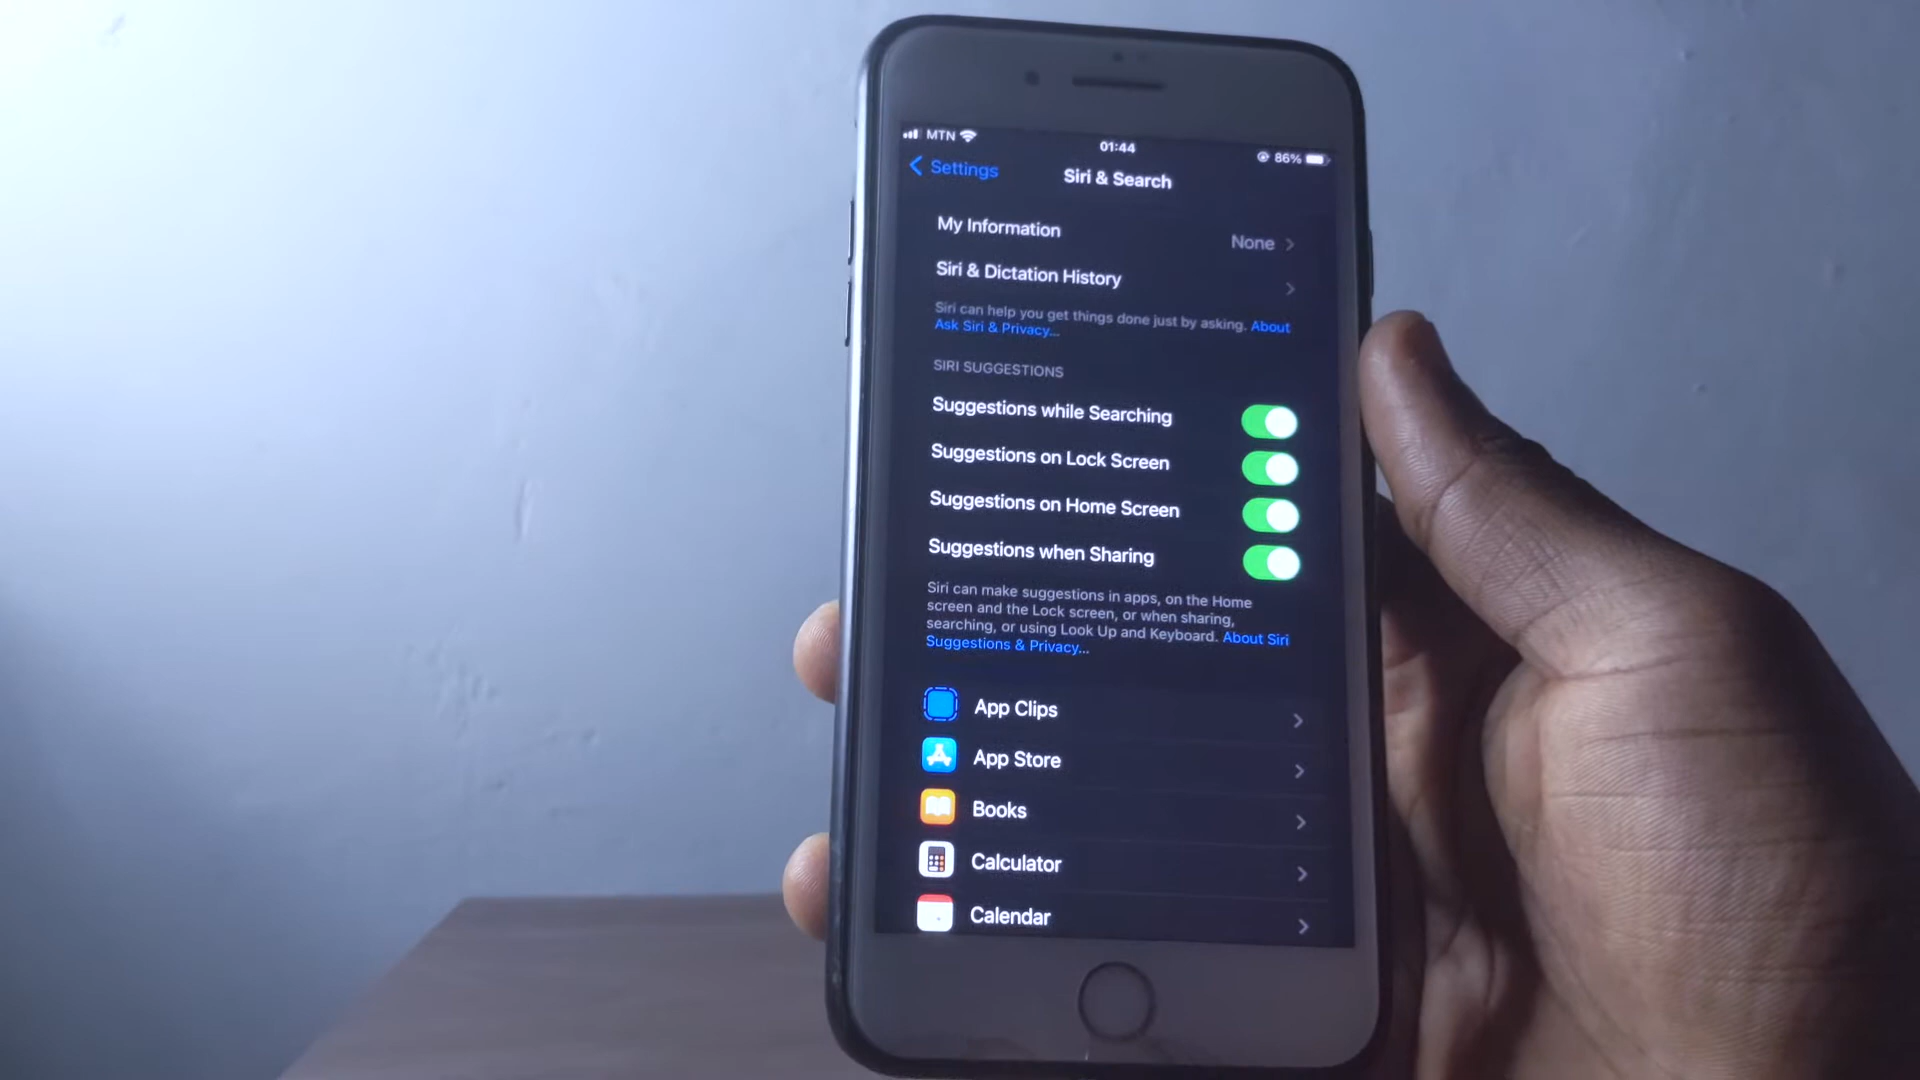 MTN
01:44
86%
Settings
Siri & Search
My Information
None
Siri & Dictation History
Siri can help you get things done just by asking. About
Ask Siri & Privacy...
SIRI SUGGESTIONS
Suggestions while Searching
Suggestions on Lock Screen
Suggestions on Home Screen
Suggestions when Sharing
Siri can make suggestions in apps, on the Home
screen and the Lock screen, or when sharing,
searching, or using Look Up and Keyboard. About Siri
Suggestions & Privacy...
App Clips
App Store
Books
Calculator
Calendar